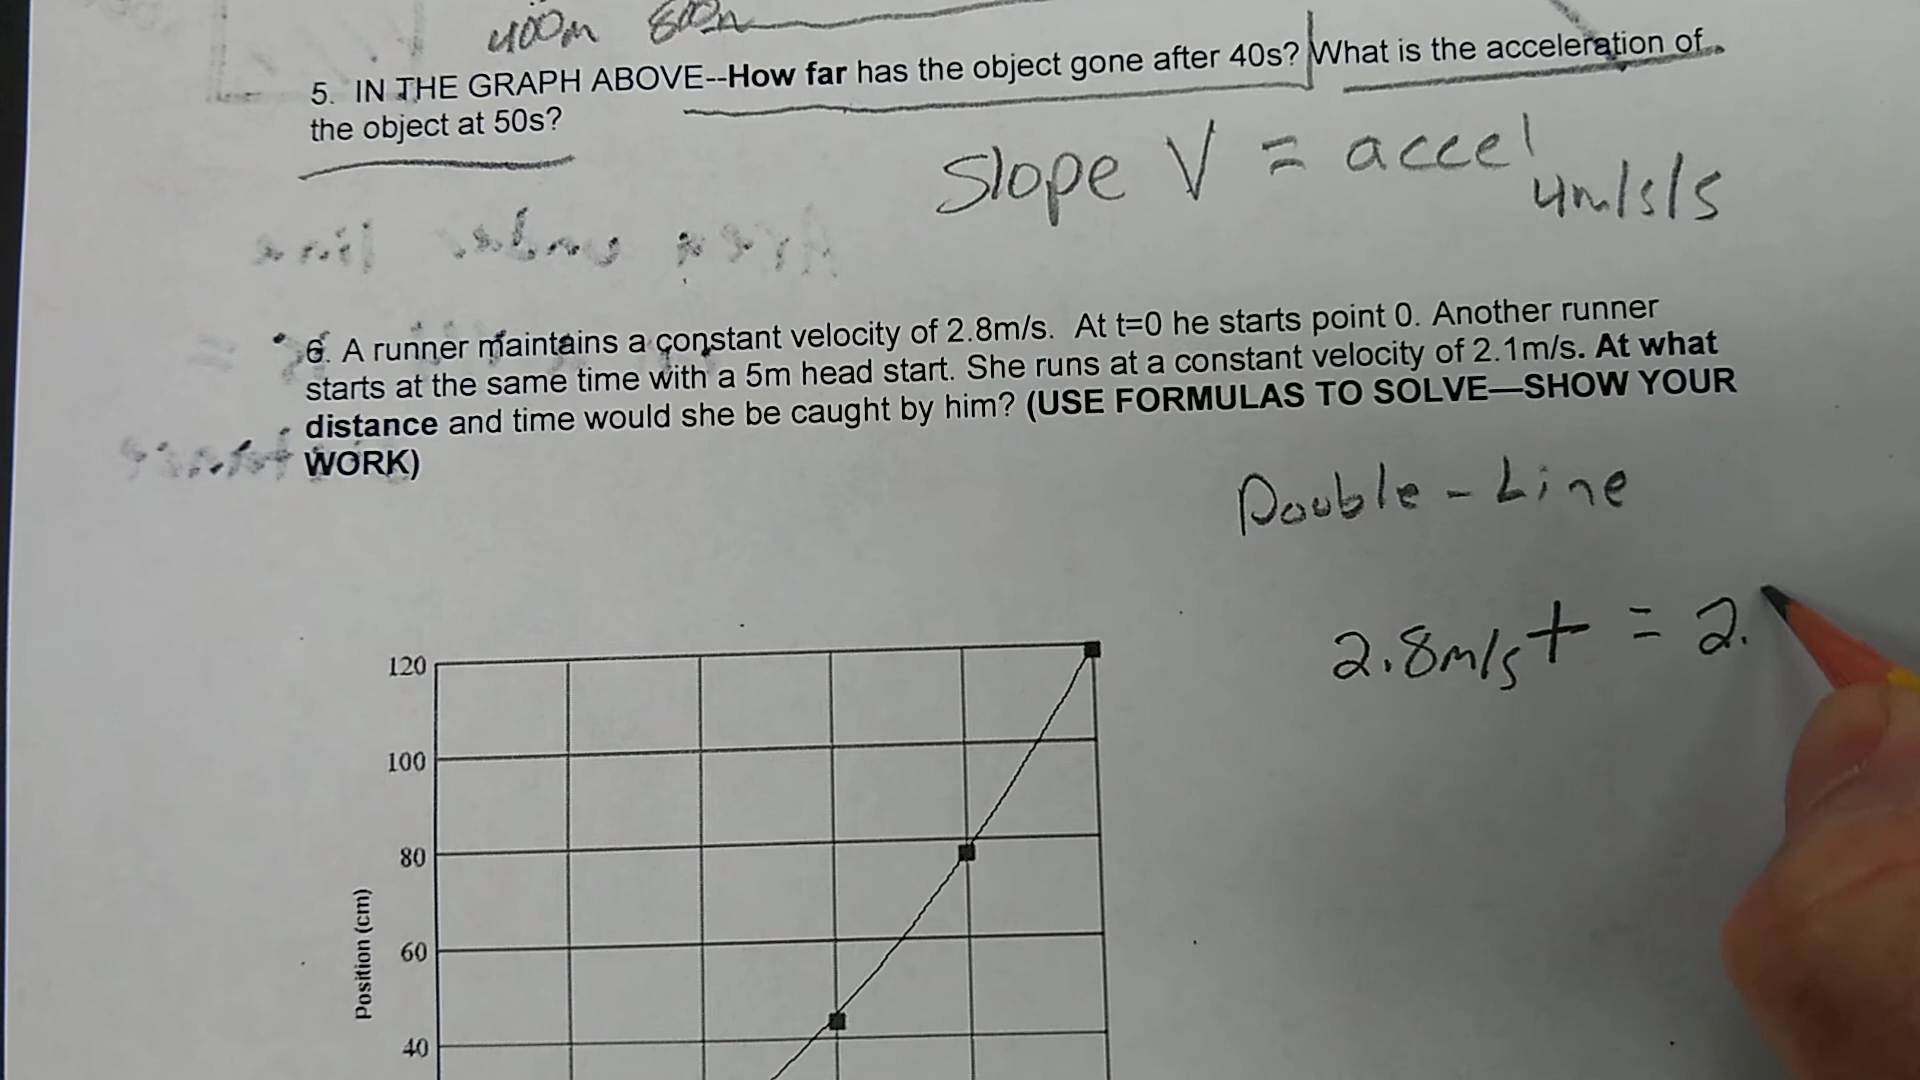 400m 800m
5. IN THE GRAPH ABOVE--How far has the object gone after 40s? What is the acceleration of
the object at 50s?
Slope V = accel
4m/s/s
6. A runner maintains a constant velocity of 2.8m/s. At t=0 he starts point 0. Another runner
starts at the same time with a 5m head start. She runs at a constant velocity of 2.1m/s. At what
distance and time would she be caught by him? (USE FORMULAS TO SOLVE—SHOW YOUR
WORK)
Double-Line
2.8m/s t = 2.
120
100
80
60
40
Position (cm)